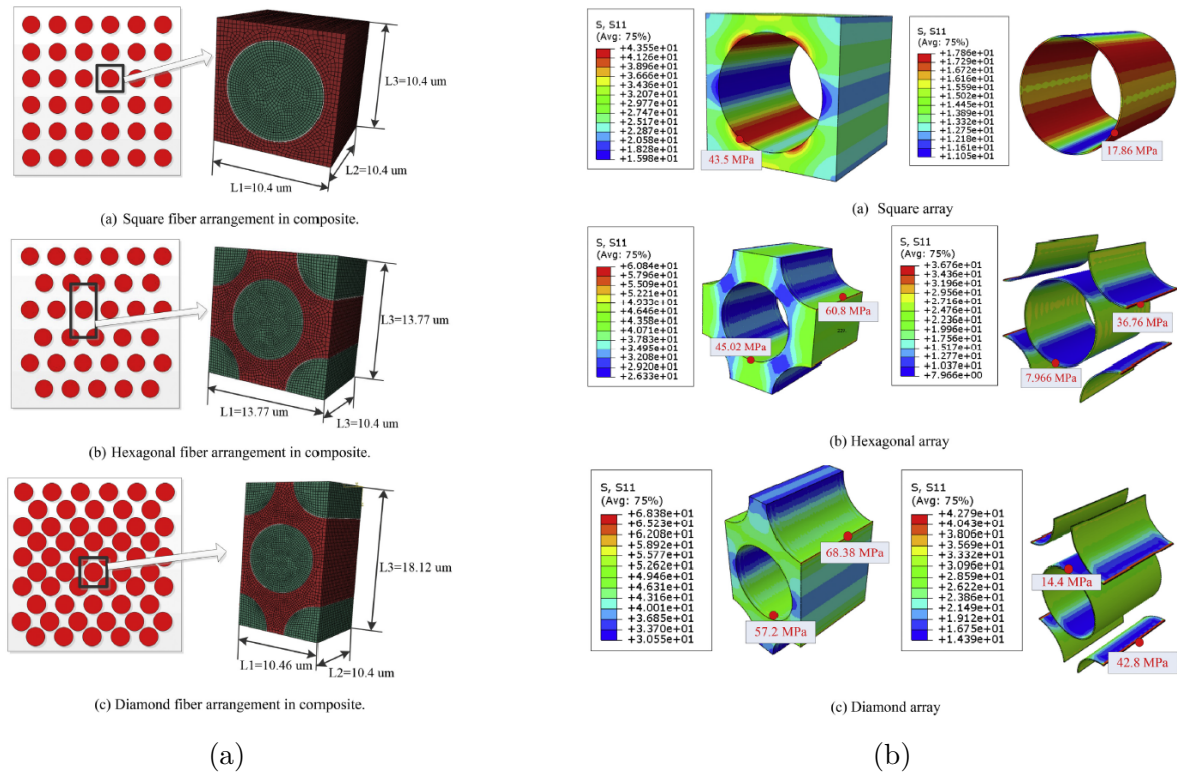 L3=10.4 um
L2=10.4 um
L1=10.4 um
(a) Square fiber arrangement in composite.
L3=13.77 um
L1=13.77 um
L3=10.4 um
(b) Hexagonal fiber arrangement in composite.
L3=18.12 um
L1=10.46 um
L2=10.4 um
(c) Diamond fiber arrangement in composite.
(a)
S, S11
(Avg: 75%)
+4.355e+01
+4.126e+01
+3.896e+01
+3.666e+01
+3.436e+01
+3.207e+01
+2.977e+01
+2.747e+01
+2.517e+01
+2.287e+01
+2.058e+01
+1.828e+01
+1.598e+01
43.5 MPa
S, S11
(Avg: 75%)
+1.786e+01
+1.729e+01
+1.672e+01
+1.616e+01
+1.559e+01
+1.502e+01
+1.445e+01
+1.389e+01
+1.332e+01
+1.275e+01
+1.218e+01
+1.161e+01
+1.105e+01
17.86 MPa
(a) Square array
S, S11
(Avg: 75%)
+6.084e+01
+5.796e+01
+5.509e+01
+5.221e+01
+4.933e+01
+4.646e+01
+4.358e+01
+4.071e+01
+3.783e+01
+3.495e+01
+3.208e+01
+2.920e+01
+2.633e+01
60.8 MPa
45.02 MPa
S, S11
(Avg: 75%)
+3.676e+01
+3.436e+01
+3.196e+01
+2.956e+01
+2.716e+01
+2.476e+01
+2.236e+01
+1.996e+01
+1.756e+01
+1.517e+01
+1.277e+01
+1.037e+01
+7.966e+00
36.76 MPa
7.966 MPa
(b) Hexagonal array
S, S11
(Avg: 75%)
+6.838e+01
+6.523e+01
+6.208e+01
+5.892e+01
+5.577e+01
+5.262e+01
+4.946e+01
+4.631e+01
+4.316e+01
+4.001e+01
+3.685e+01
+3.370e+01
+3.055e+01
68.38 MPa
57.2 MPa
S, S11
(Avg: 75%)
+4.279e+01
+4.043e+01
+3.806e+01
+3.569e+01
+3.332e+01
+3.096e+01
+2.859e+01
+2.622e+01
+2.386e+01
+2.149e+01
+1.912e+01
+1.675e+01
+1.439e+01
14.4 MPa
42.8 MPa
(c) Diamond array
(b)